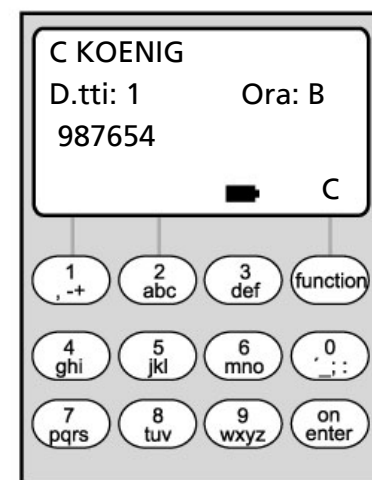 C KOENIG
D.tti: 1 Ora: B
987654
C
1 2 3 function
, -+ abc def
4 5 6 0
ghi jkl mno ´_; :
7 8 9 on
pqrs tuv wxyz enter